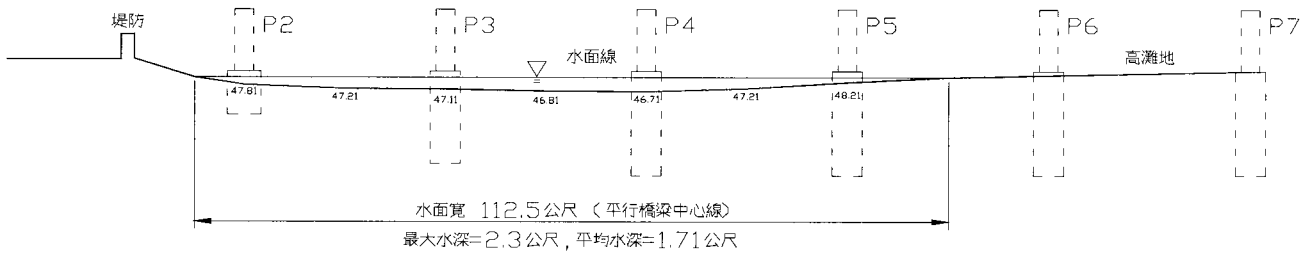 堤防
P2
P3
P4
P5
P6
P7
水面線
高灘地
47.81
47.21
47.11
46.81
46.71
47.21
48.21
水面寬 112.5公尺 (平行橋梁中心線)
最大水深=2.3公尺,平均水深=1.71公尺